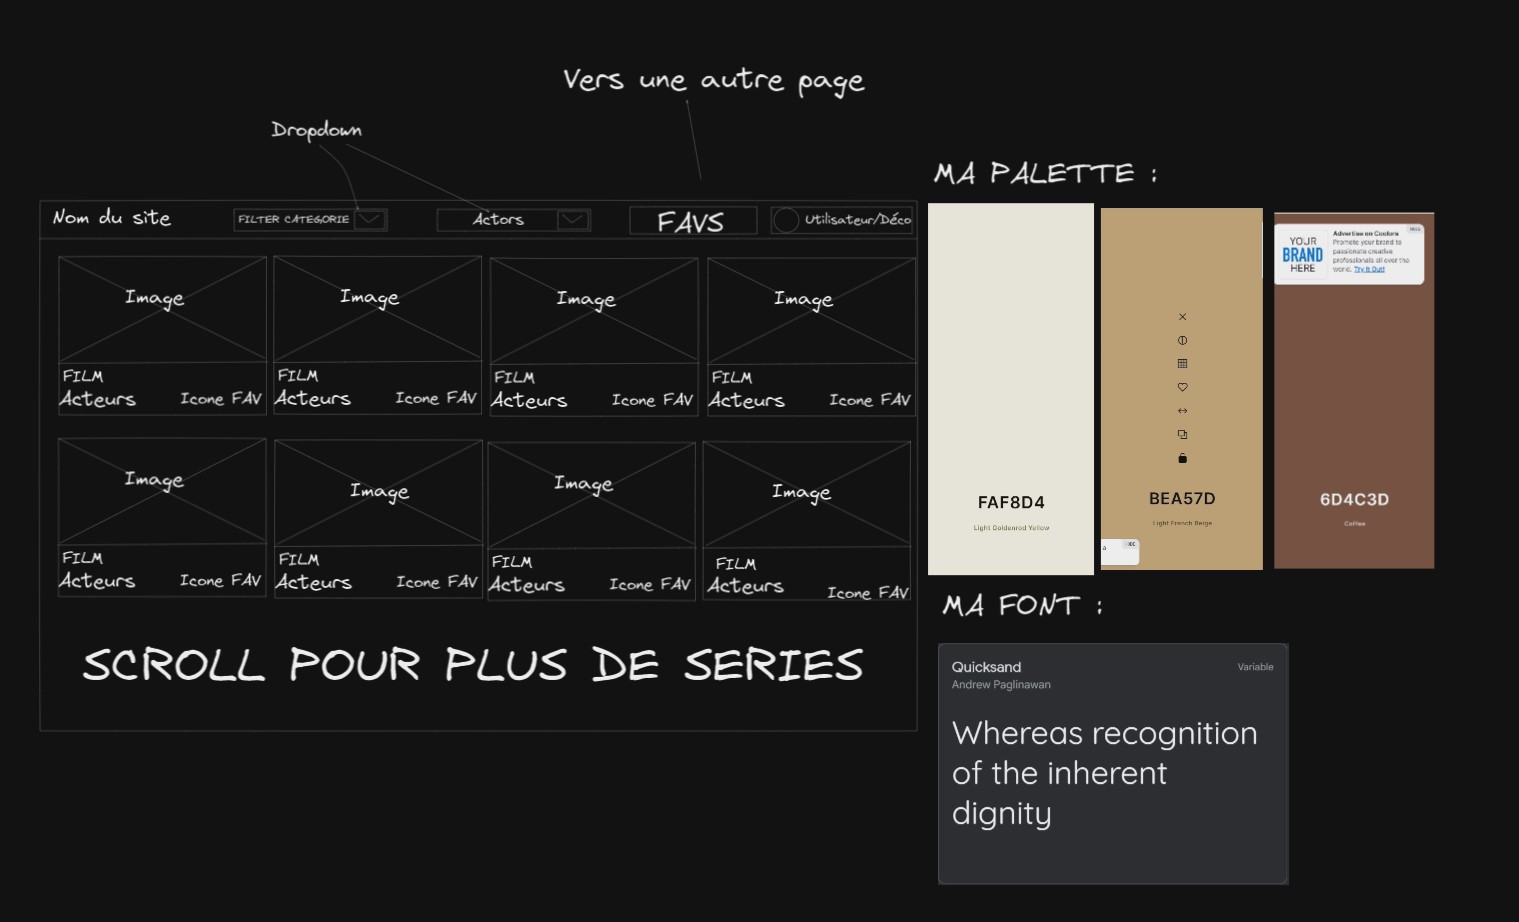 Vers une autre page
Dropdown
Nom du site
FILTER CATEGORIE
Actors
FAVS
Utilisateur/Déco
Image
Image
Image
Image
FILM
Acteurs
Icone FAV
FILM
Acteurs
Icone FAV
FILM
Acteurs
Icone FAV
FILM
Acteurs
Icone FAV
Image
Image
Image
Image
FILM
Acteurs
Icone FAV
FILM
Acteurs
Icone FAV
FILM
Acteurs
Icone FAV
FILM
Acteurs
Icone FAV
SCROLL POUR PLUS DE SERIES
MA PALETTE :
FAF8D4
Light Goldenrod Yellow
BEA57D
Light French Beige
a
YOUR
BRAND
HERE
Advertise on Coolors
Promote your brand to
passionate creative
professionals all over the
world. Try it Out!
6D4C3D
Coffee
MA FONT :
Quicksand
Variable
Andrew Paglinawan
Whereas recognition
of the inherent
dignity